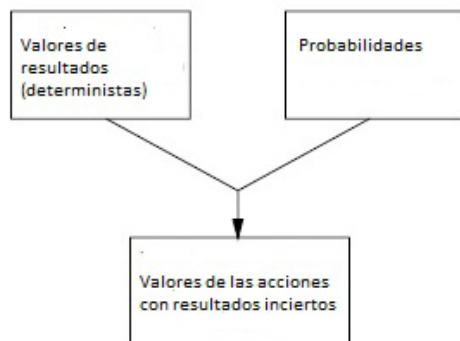 Valores de
resultados
(deterministas)
Probabilidades
Valores de las acciones
con resultados inciertos